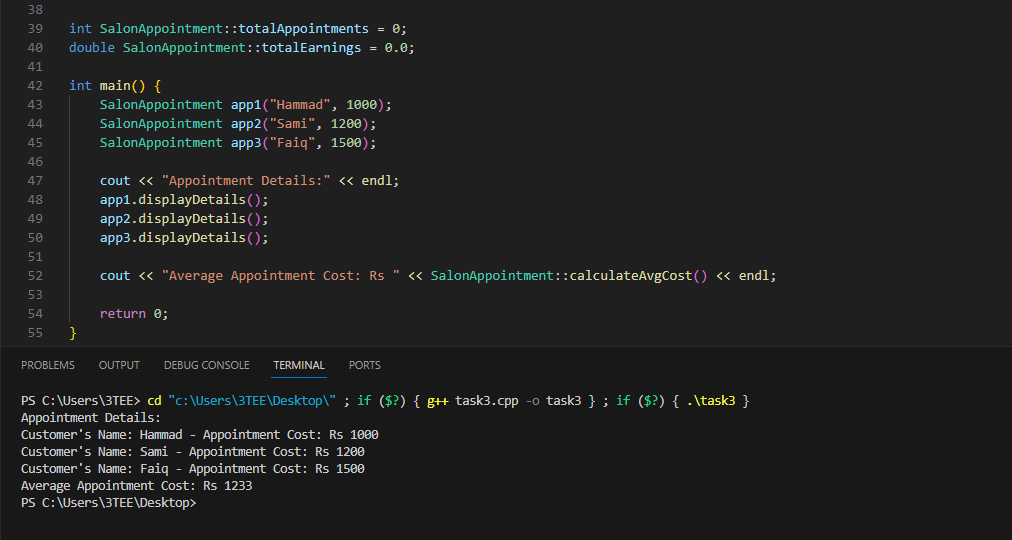 38
39 int SalonAppointment::totalAppointments = 0;
40 double SalonAppointment::totalEarnings = 0.0;
41
42 int main() {
43 SalonAppointment app1("Hammad", 1000);
44 SalonAppointment app2("Sami", 1200);
45 SalonAppointment app3("Faiq", 1500);
46
47 cout << "Appointment Details:" << endl;
48 app1.displayDetails();
49 app2.displayDetails();
50 app3.displayDetails();
51
52 cout << "Average Appointment Cost: Rs " << SalonAppointment::calculateAvgCost() << endl;
53
54 return 0;
55 }
PROBLEMS OUTPUT DEBUG CONSOLE TERMINAL PORTS
PS C:\Users\3TEE> cd "c:\Users\3TEE\Desktop\" ; if ($?) { g++ task3.cpp -o task3 } ; if ($?) { .\task3 }
Appointment Details:
Customer's Name: Hammad - Appointment Cost: Rs 1000
Customer's Name: Sami - Appointment Cost: Rs 1200
Customer's Name: Faiq - Appointment Cost: Rs 1500
Average Appointment Cost: Rs 1233
PS C:\Users\3TEE\Desktop>